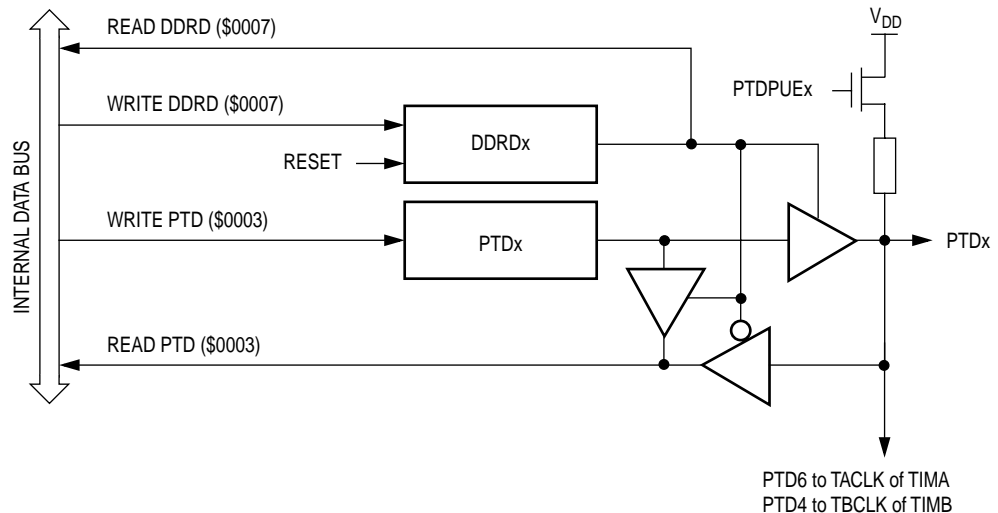 READ DDRD ($0007)
V_DD
PTDPUEx
WRITE DDRD ($0007)
DDRDx
RESET
INTERNAL DATA BUS
WRITE PTD ($0003)
PTDx
PTDx
READ PTD ($0003)
PTD6 to TACLK of TIMA
PTD4 to TBCLK of TIMB